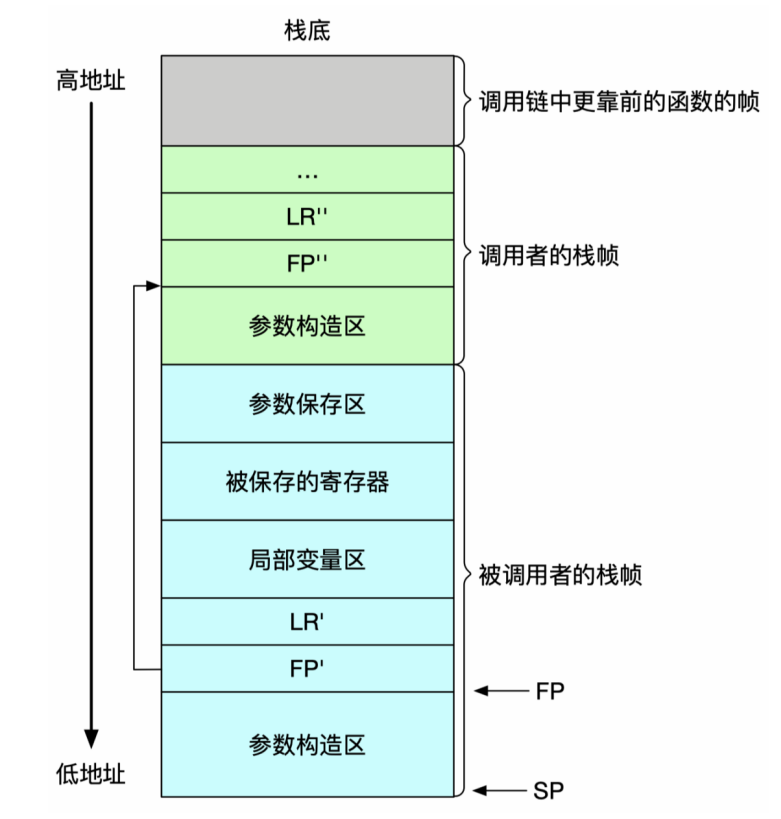 栈底
高地址
调用链中更靠前的函数的帧
...
LR''
FP''
调用者的栈帧
参数构造区
参数保存区
被保存的寄存器
局部变量区
被调用者的栈帧
LR'
FP'
FP
参数构造区
低地址
SP